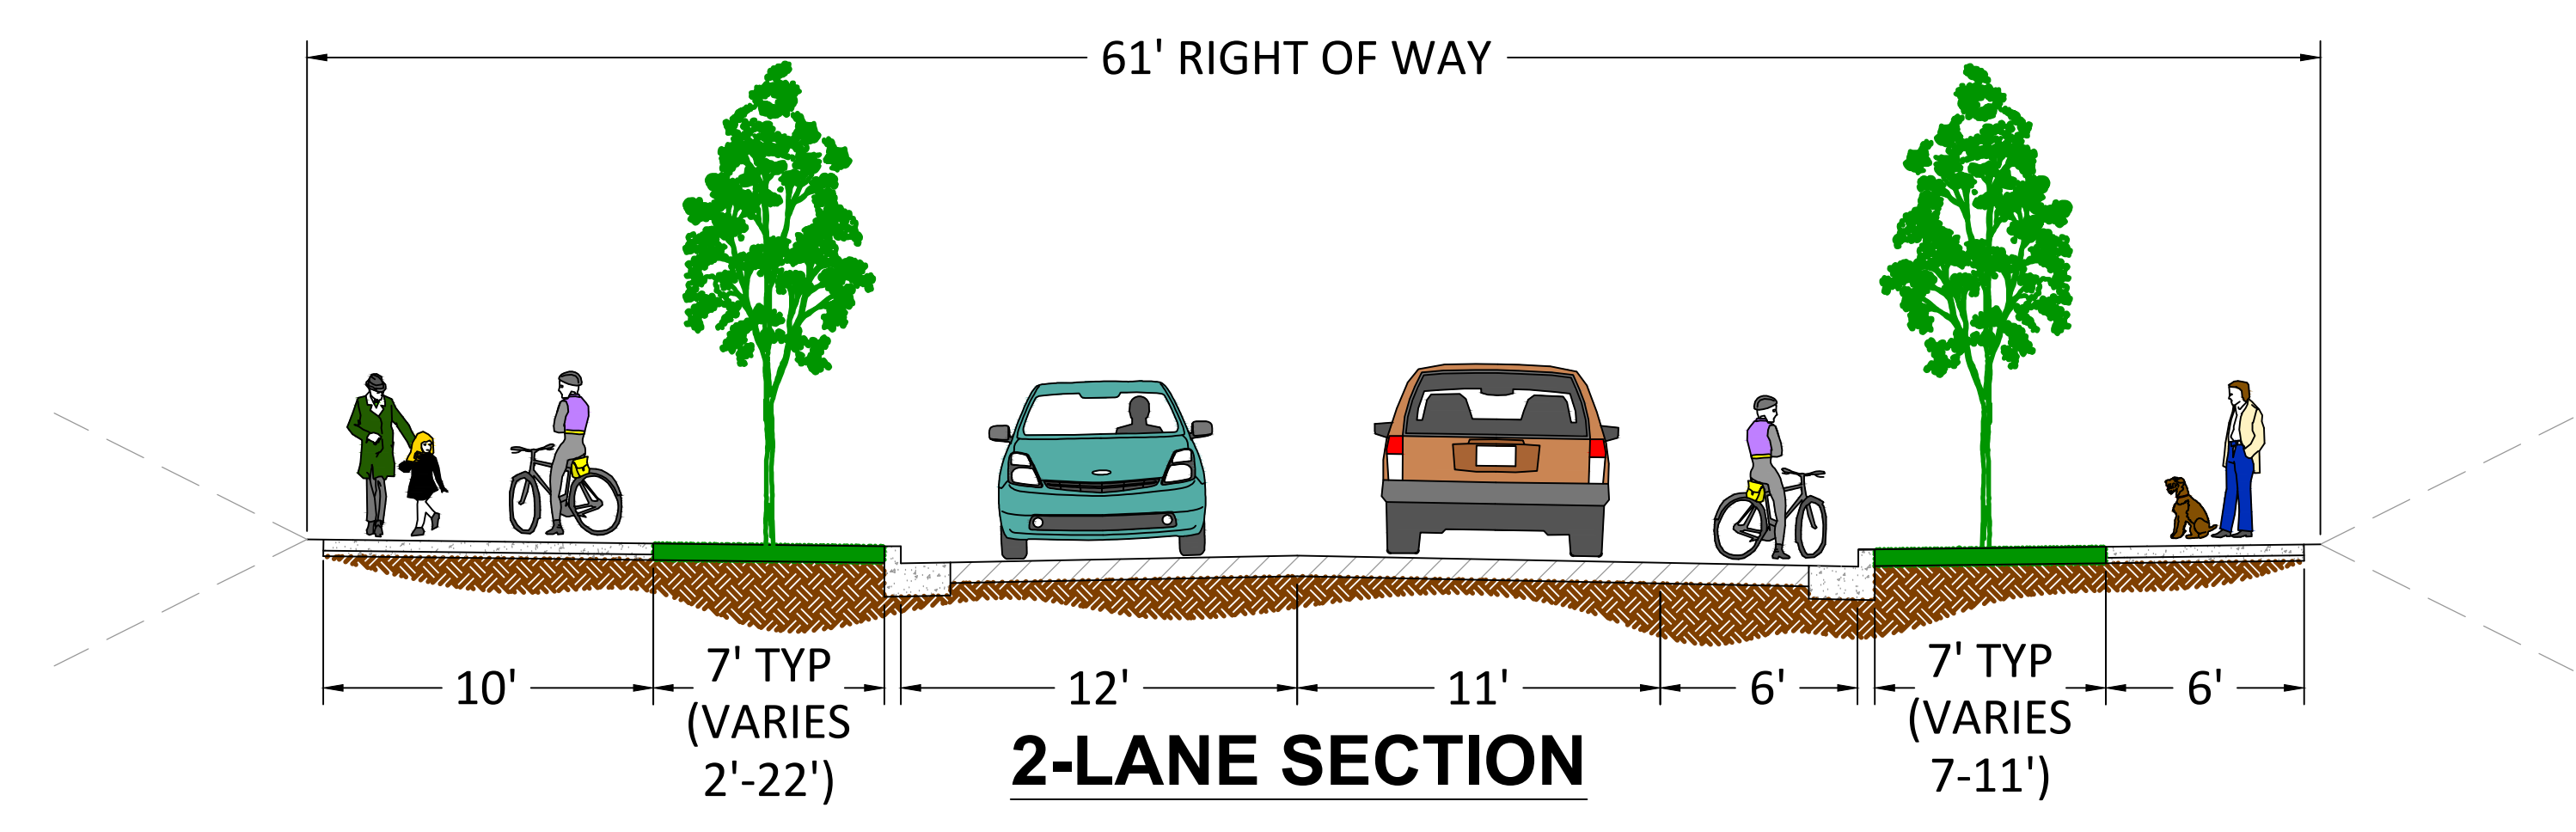 61' RIGHT OF WAY
10'
7' TYP
(VARIES
2'-22')
12'
11'
6'
7' TYP
(VARIES
7-11')
6'
2-LANE SECTION